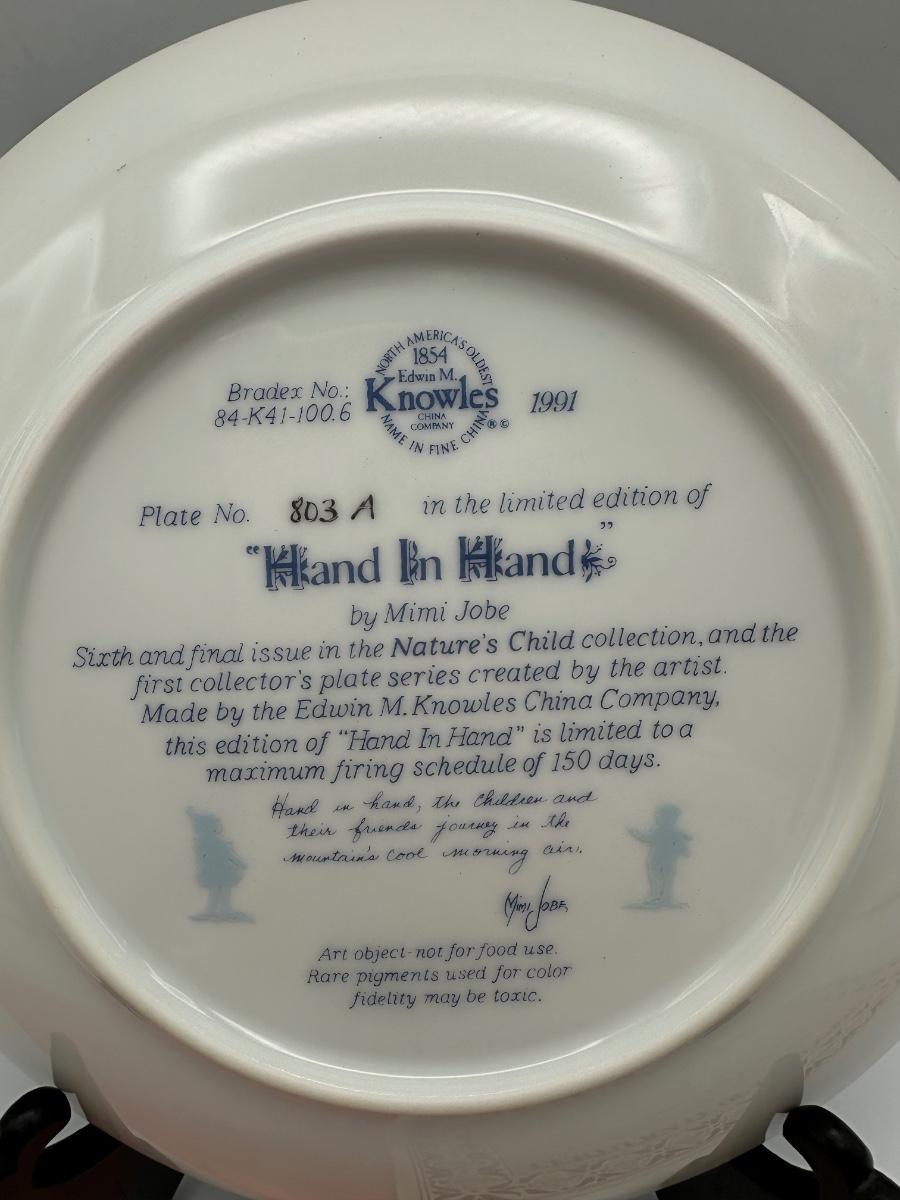 NORTH AMERICA'S OLDEST
1854
Edwin M.
Knowles
CHINA
COMPANY
NAME IN FINE CHINA
®©
Bradex No.:
84-K41-100.6
1991
Plate No. 803 A in the limited edition of
"Hand In Hand"
by Mimi Jobe
Sixth and final issue in the Nature's Child collection, and the
first collector's plate series created by the artist.
Made by the Edwin M. Knowles China Company,
this edition of "Hand In Hand" is limited to a
maximum firing schedule of 150 days.
Hand in hand, the Children and
their friends journey in the
mountain's cool morning air.
Mimi Jobe
Art object-not for food use.
Rare pigments used for color
fidelity may be toxic.